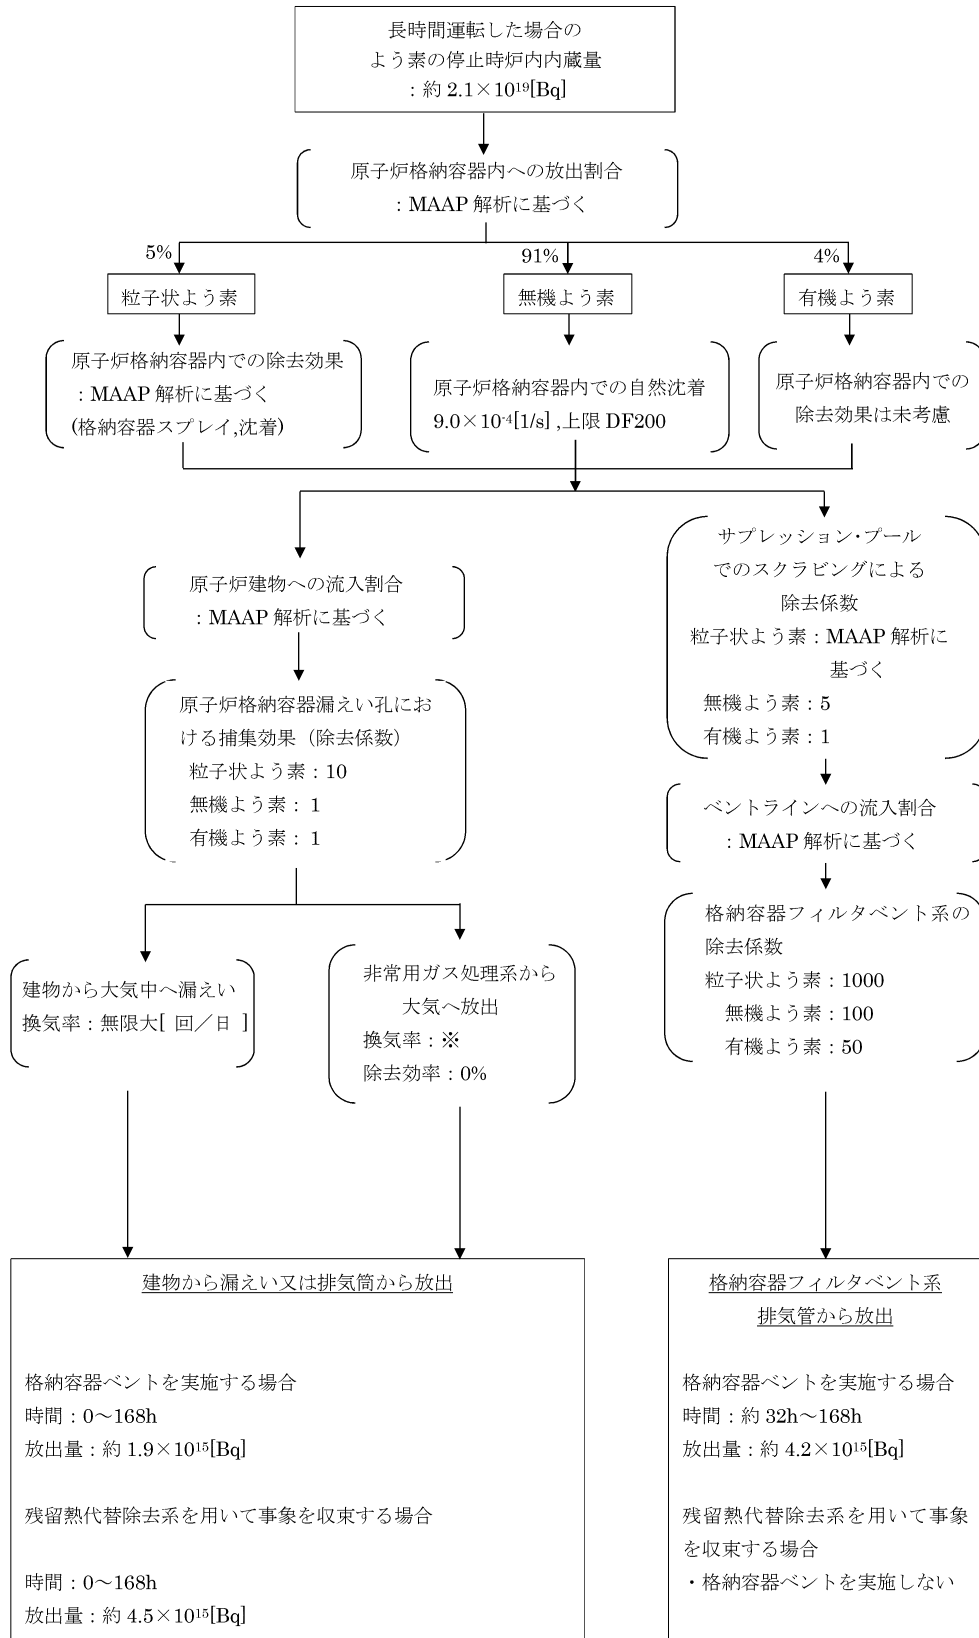 長時間運転した場合の
よう素の停止時炉内内蔵量
：約 2.1×10¹⁹[Bq]
原子炉格納容器内への放出割合
：MAAP 解析に基づく
5%
91%
4%
粒子状よう素
無機よう素
有機よう素
原子炉格納容器内での除去効果
：MAAP 解析に基づく
(格納容器スプレイ,沈着)
原子炉格納容器内での自然沈着
9.0×10⁻⁴[1/s] ,上限 DF200
原子炉格納容器内での
除去効果は未考慮
原子炉建物への流入割合
：MAAP 解析に基づく
原子炉格納容器漏えい孔にお
ける捕集効果（除去係数）
粒子状よう素：10
無機よう素：1
有機よう素：1
建物から大気中へ漏えい
換気率：無限大[ 回／日 ]
非常用ガス処理系から
大気へ放出
換気率：※
除去効率：0%
サプレッション・プール
でのスクラビングによる
除去係数
粒子状よう素：MAAP 解析に
基づく
無機よう素：5
有機よう素：1
ベントラインへの流入割合
：MAAP 解析に基づく
格納容器フィルタベント系の
除去係数
粒子状よう素：1000
無機よう素：100
有機よう素：50
建物から漏えい又は排気筒から放出
格納容器ベントを実施する場合
時間：0～168h
放出量：約 1.9×10¹⁵[Bq]
残留熱代替除去系を用いて事象を収束する場合
時間：0～168h
放出量：約 4.5×10¹⁵[Bq]
格納容器フィルタベント系
排気管から放出
格納容器ベントを実施する場合
時間：約 32h～168h
放出量：約 4.2×10¹⁵[Bq]
残留熱代替除去系を用いて事象
を収束する場合
・格納容器ベントを実施しない